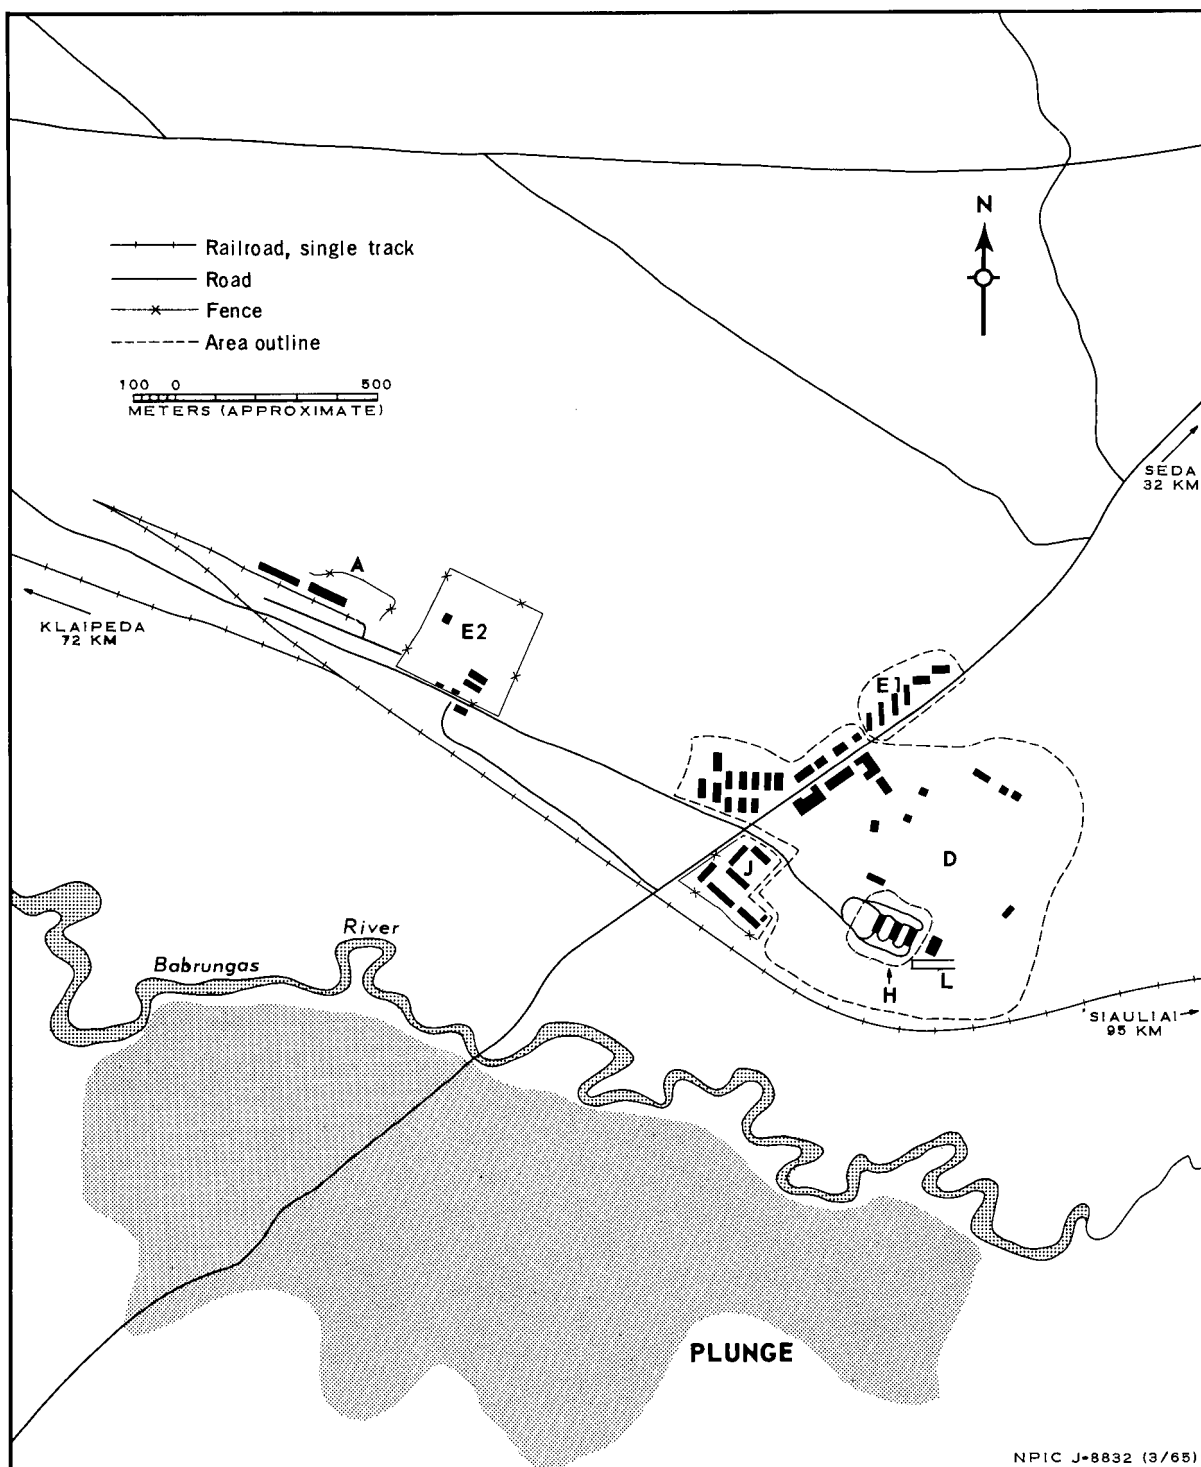 N
Railroad, single track
Road
Fence
Area outline
100 0 500
METERS (APPROXIMATE)
SEDA
32 KM
A
E2
KLAIPEDA
72 KM
E1
J
D
River
Babrungas
H
L
SIAULIAI
95 KM
PLUNGE
NPIC J-8832 (3/65)